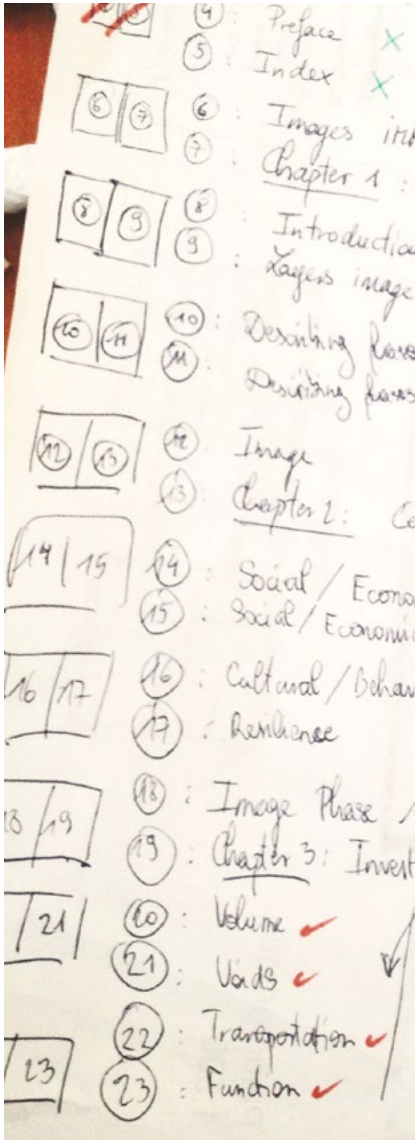 4 : Preface
5 : Index
6 7 6 : Images
7 : Chapter 1 :
8 9 8 : Introduction
9 : Layers image
10 11 10 : Describing
11 : Describing
12 13 12 Image
13 : Chapter 2 :
14 15 14 : Social / Econo
15 : Social / Economic
16 17 16 : Cultural / Behav
17 : Resilience
19 18 : Image Phase
19 : Chapter 3 : Invest
21 20 : Volume ✓
21 : Voids ✓
22 : Transportation ✓
23 23 : Function ✓